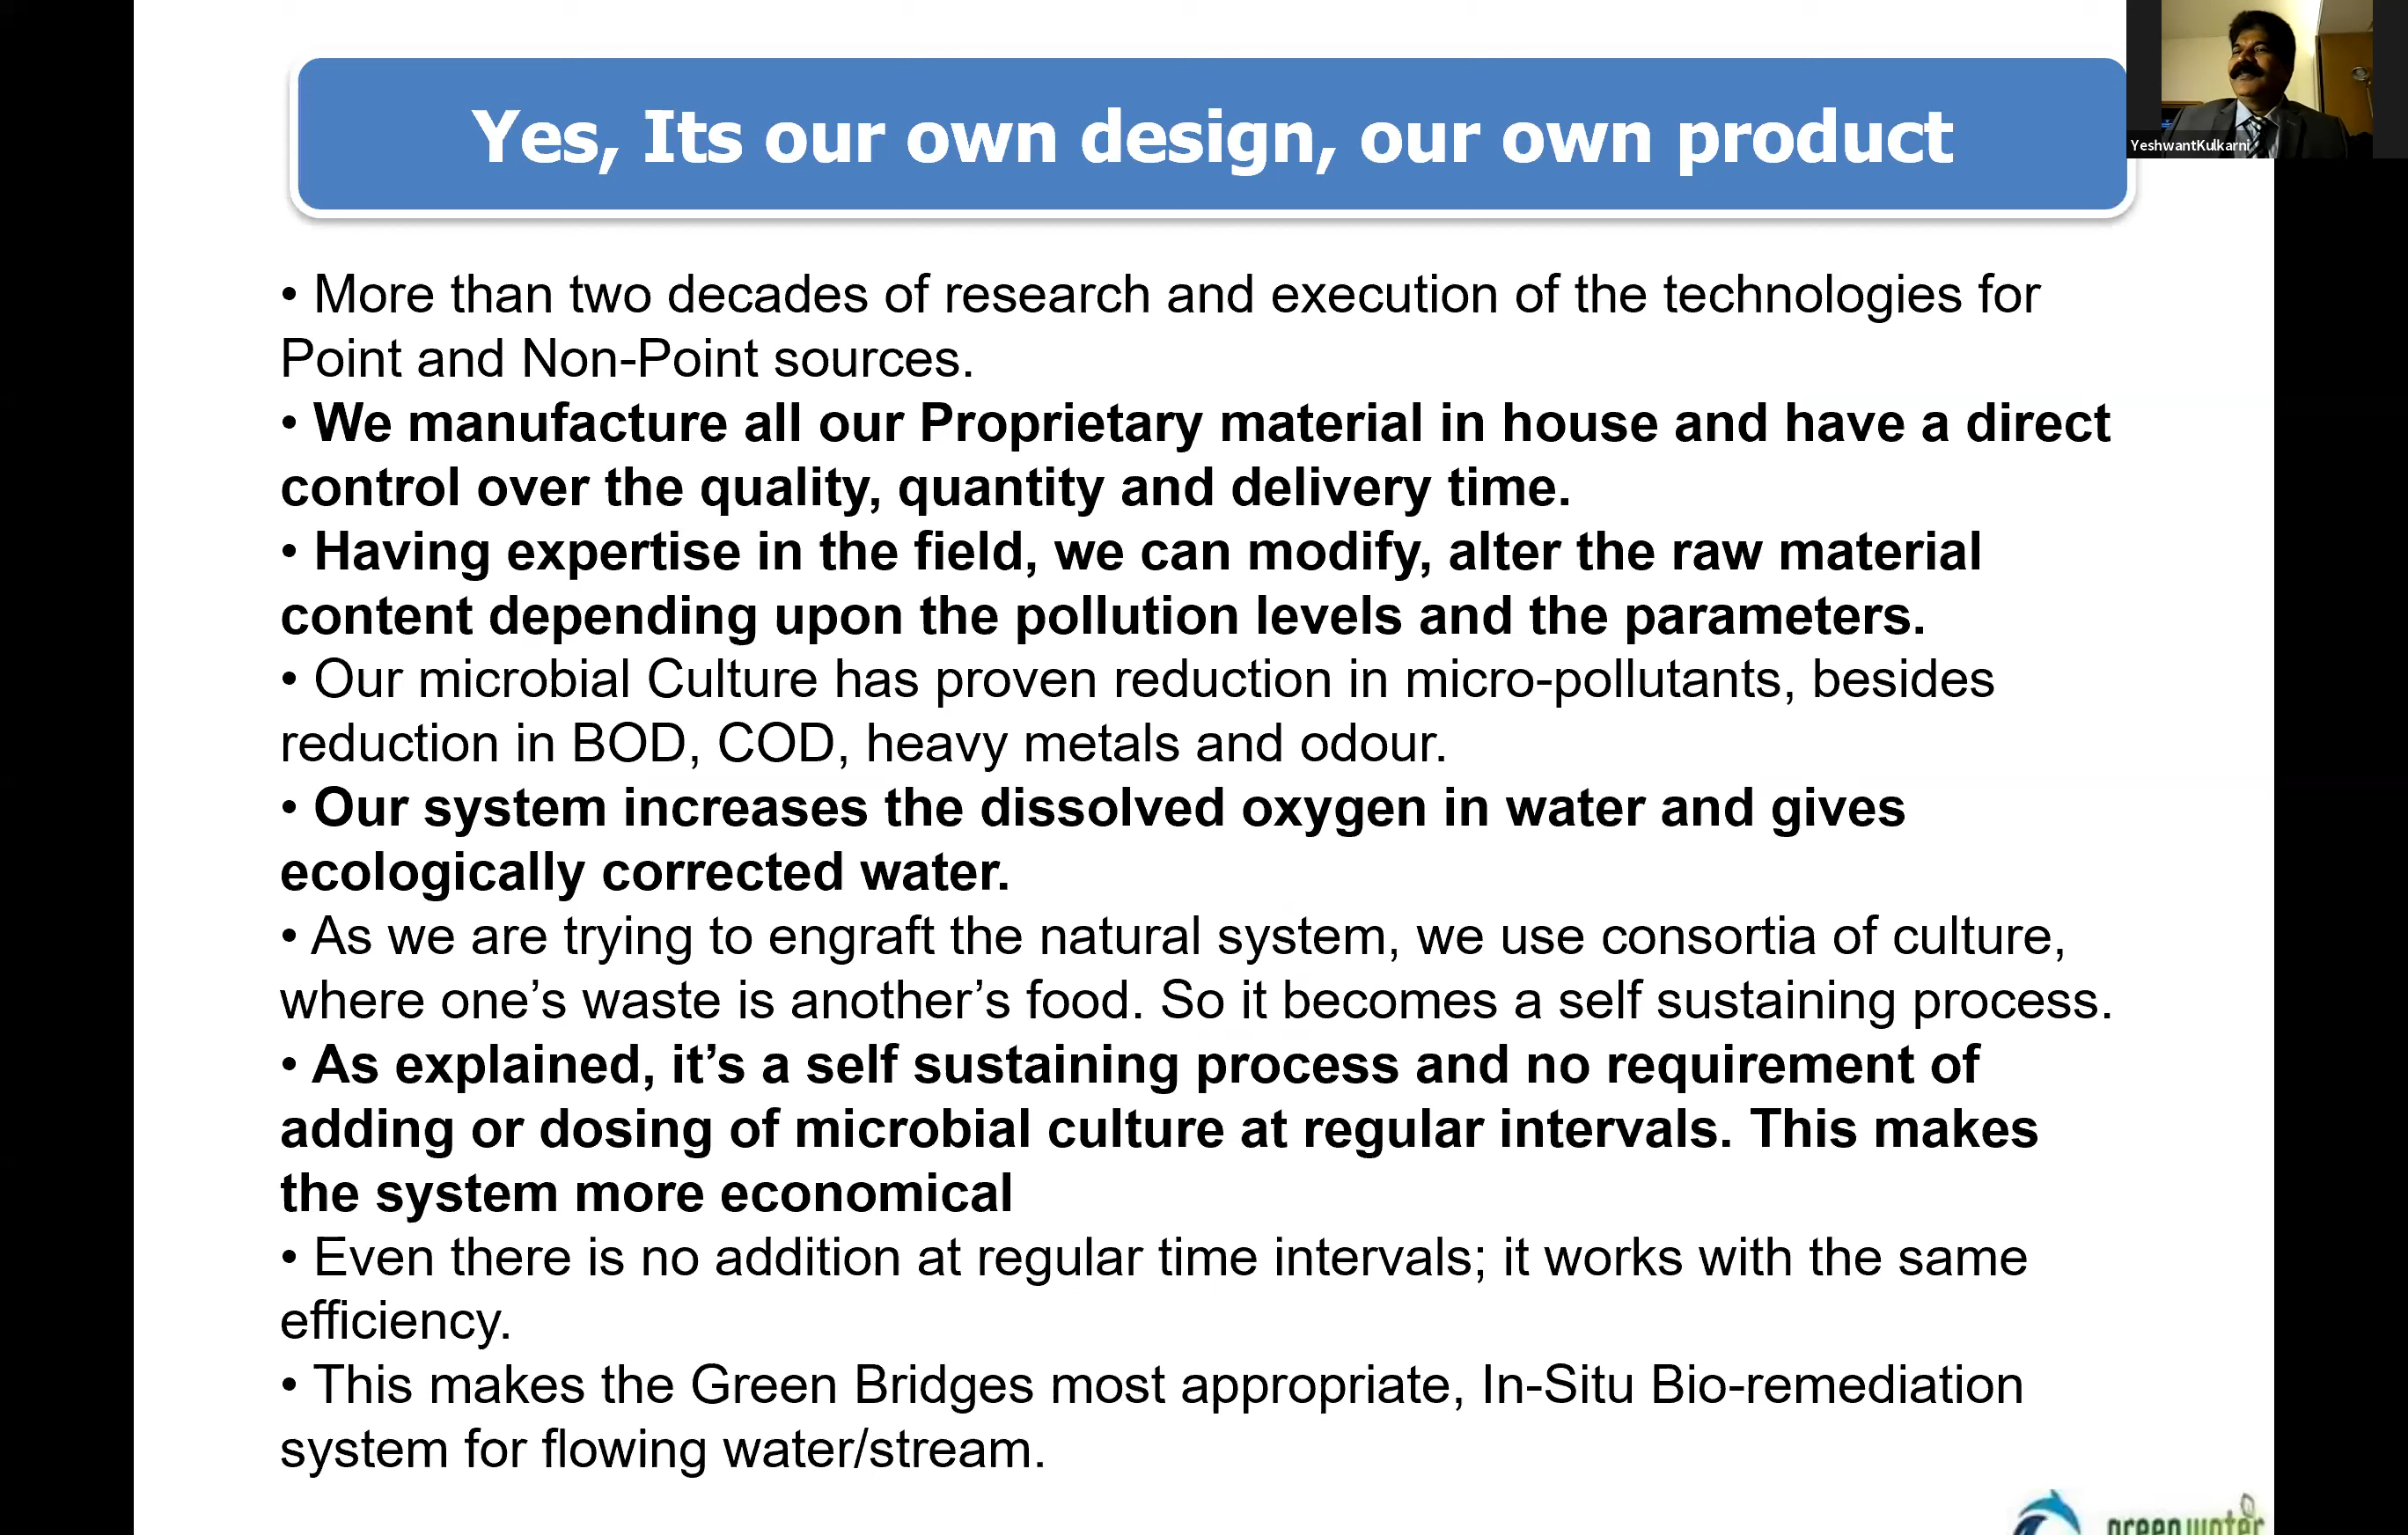 Yes, Its our own design, our own product
YeshwantKulkarni
• More than two decades of research and execution of the technologies for
Point and Non-Point sources.
• We manufacture all our Proprietary material in house and have a direct
control over the quality, quantity and delivery time.
• Having expertise in the field, we can modify, alter the raw material
content depending upon the pollution levels and the parameters.
• Our microbial Culture has proven reduction in micro-pollutants, besides
reduction in BOD, COD, heavy metals and odour.
• Our system increases the dissolved oxygen in water and gives
ecologically corrected water.
• As we are trying to engraft the natural system, we use consortia of culture,
where one’s waste is another’s food. So it becomes a self sustaining process.
• As explained, it’s a self sustaining process and no requirement of
adding or dosing of microbial culture at regular intervals. This makes
the system more economical
• Even there is no addition at regular time intervals; it works with the same
efficiency.
• This makes the Green Bridges most appropriate, In-Situ Bio-remediation
system for flowing water/stream.
greenwater